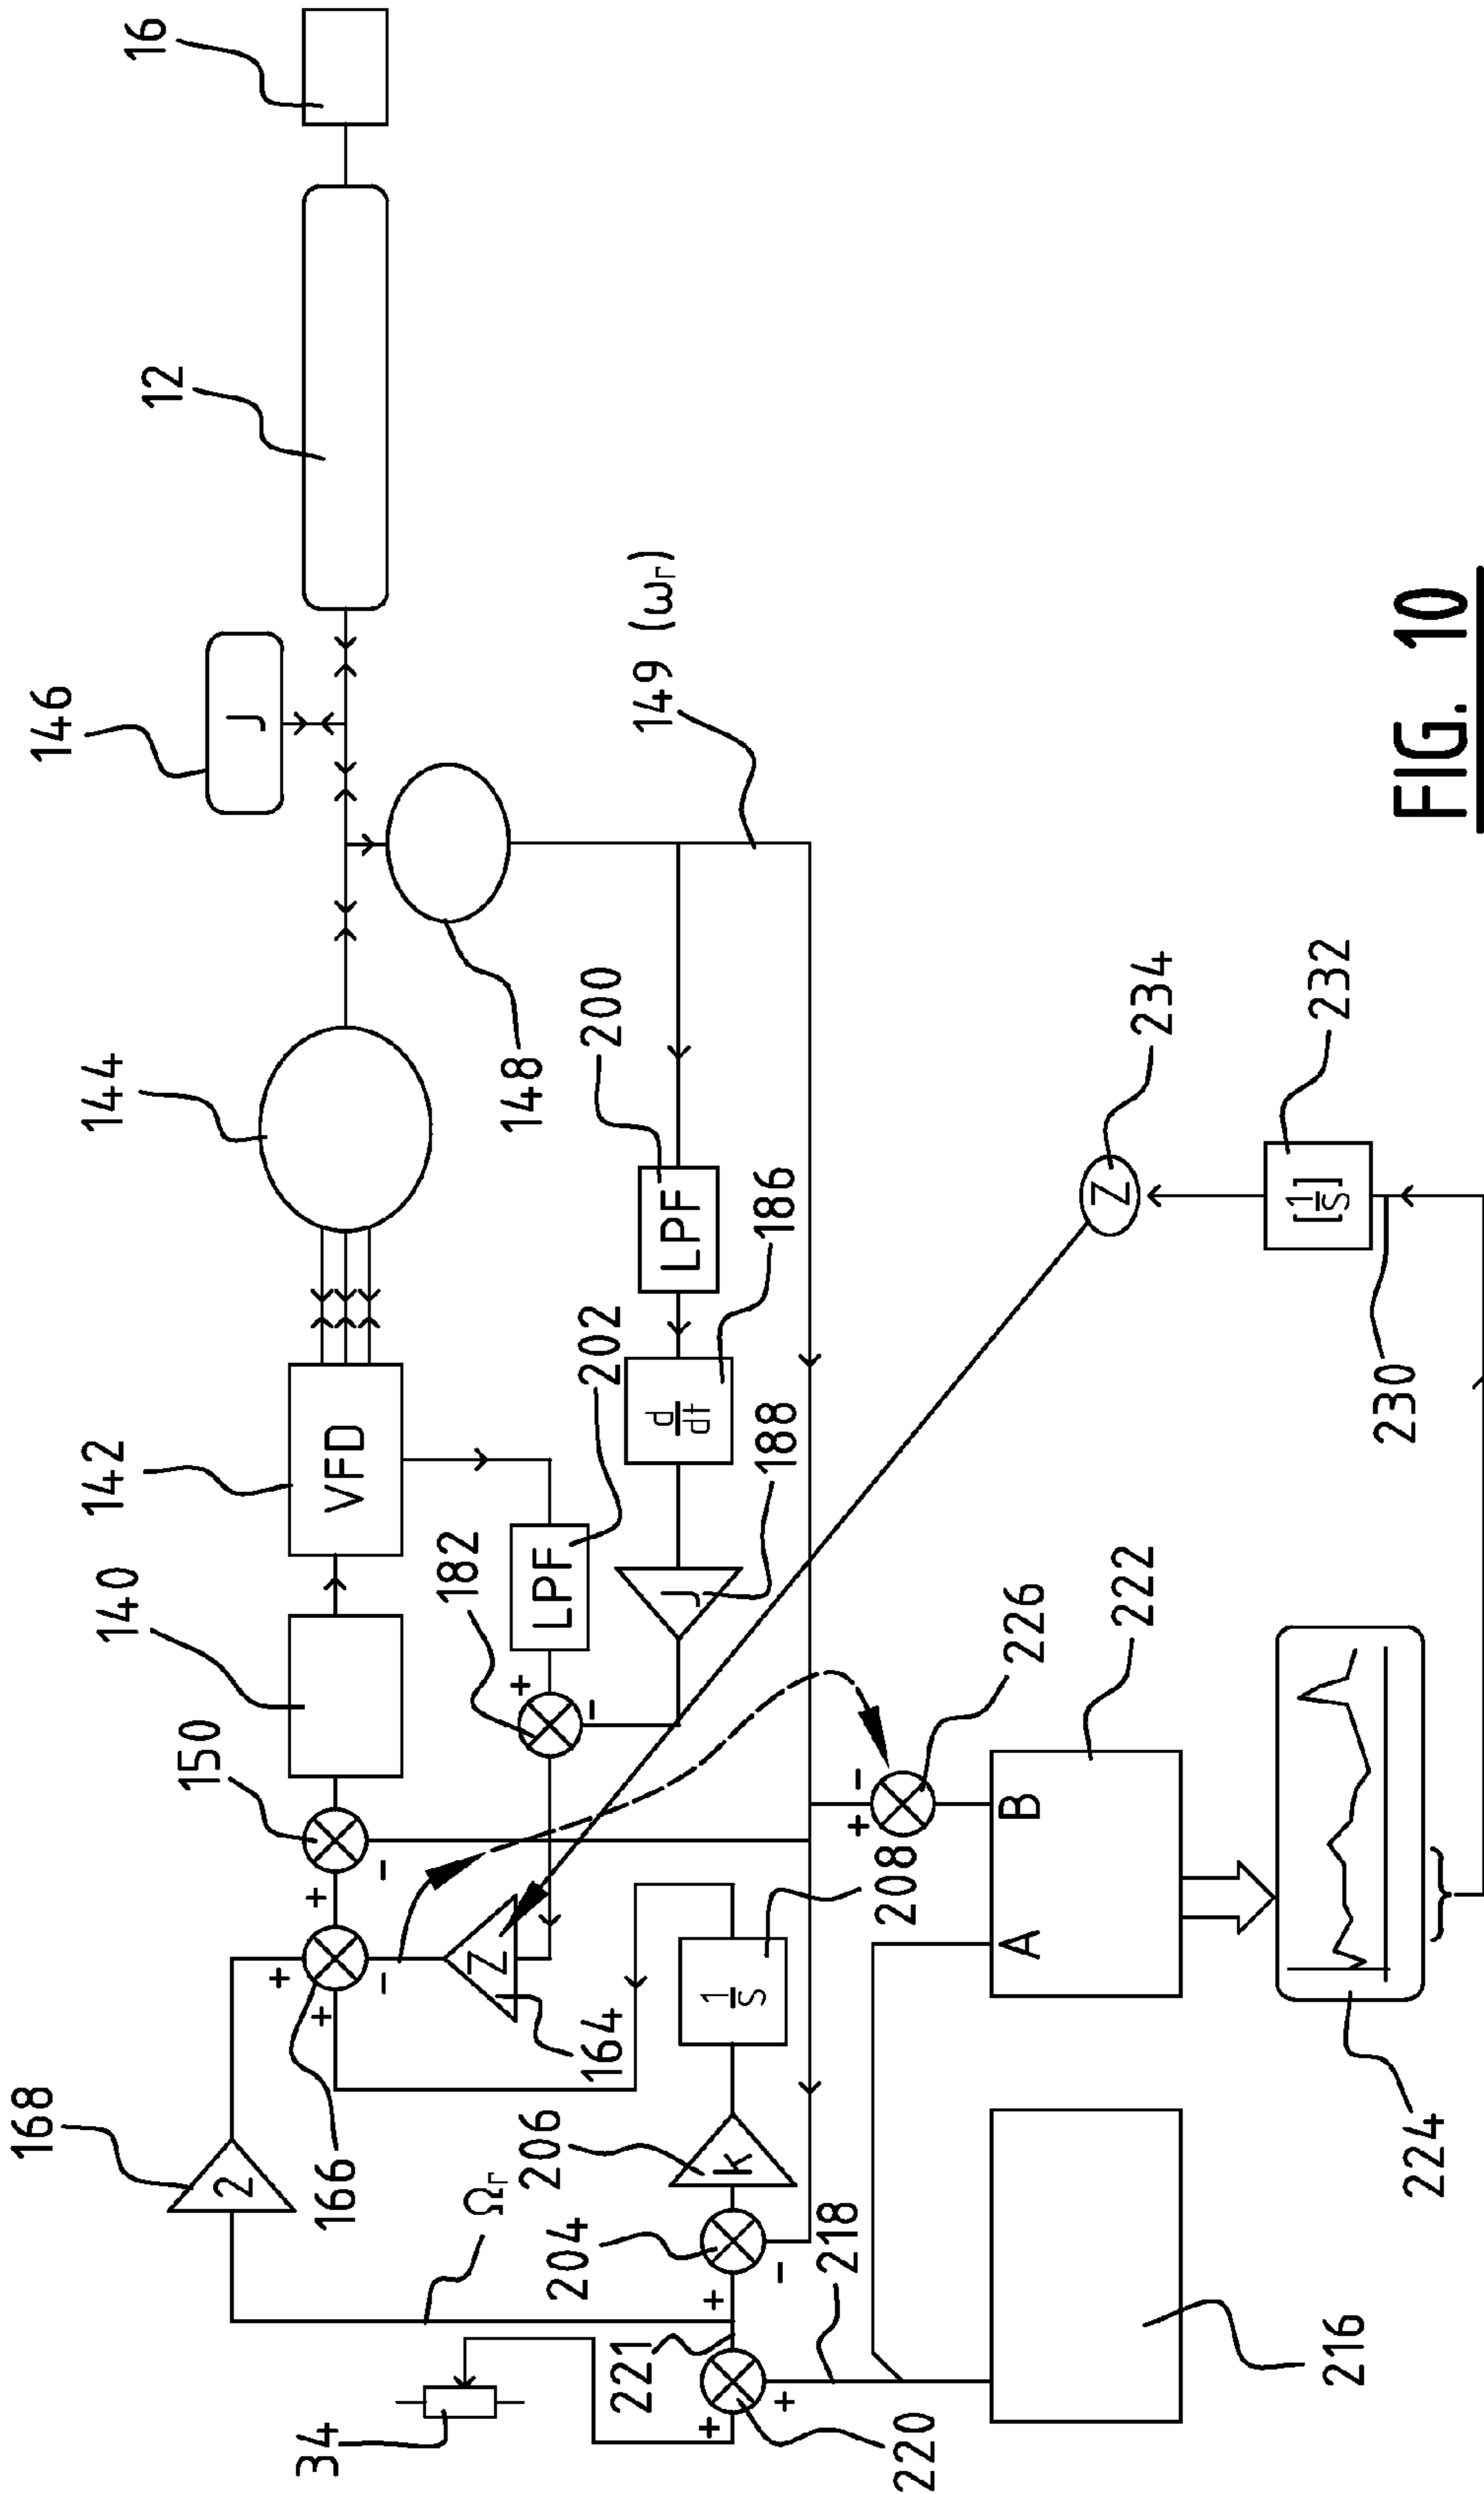 16
12
146
J
144
149 (ωr)
148
142
VFD
200
LPF
186
d
dt
202
LPF
188
J
182
140
150
234
Z
232
[1/s]
230
226
222
B
A
208
1
S
164
Z
168
2
166
Ωr
206
K
204
218
221
34
220
216
224
+
+
+
+
+
+
+
+
+
-
-
-
-
-
FIG. 10